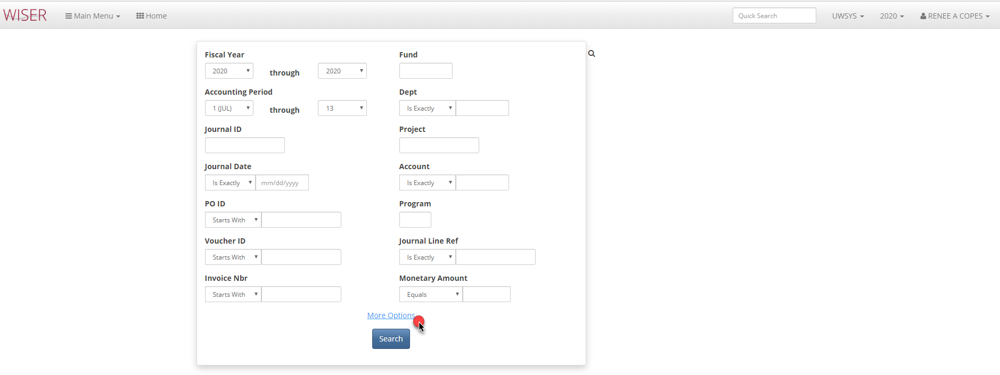 WISER Main Menu Home Quick Search UWSYS 2020 RENEE A COPES
Fiscal Year Fund
2020 through 2020
Accounting Period Dept
1 (JUL) through 13 Is Exactly
Journal ID Project
Journal Date Account
Is Exactly mm/dd/yyyy Is Exactly
PO ID Program
Starts With
Voucher ID Journal Line Ref
Starts With Is Exactly
Invoice Nbr Monetary Amount
Starts With Equals
More Options
Search